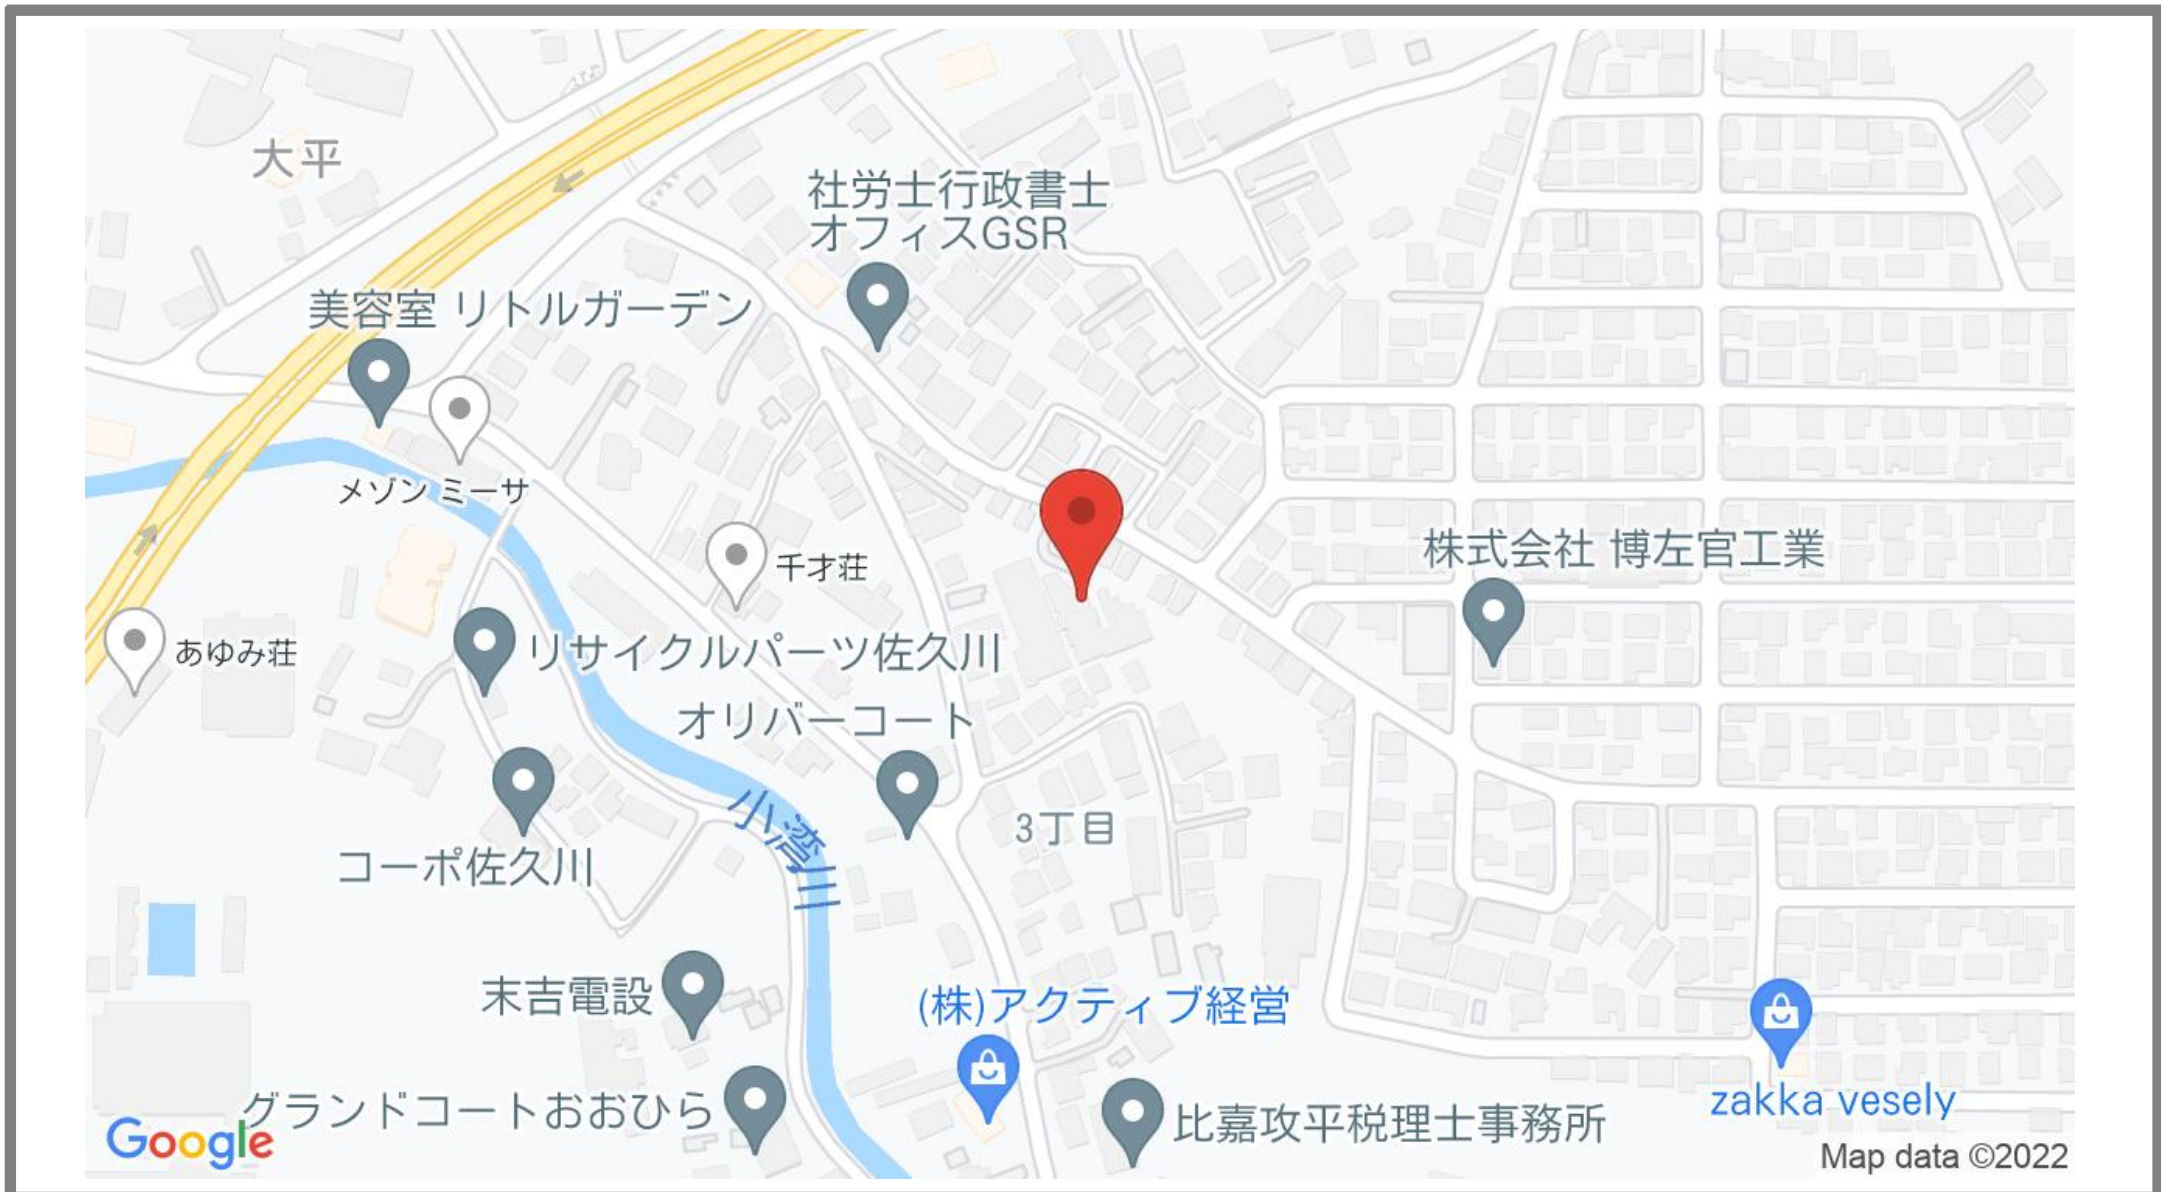 大平
社労士行政書士
オフィスGSR
美容室 リトルガーデン
メゾン ミーサ
千才荘
株式会社 博左官工業
あゆみ荘
リサイクルパーツ佐久川
オリバーコート
3丁目
小湾川
コーポ佐久川
末吉電設
(株)アクティブ経営
グランドコートおおひら
比嘉攻平税理士事務所
zakka vesely
Google
Map data ©2022